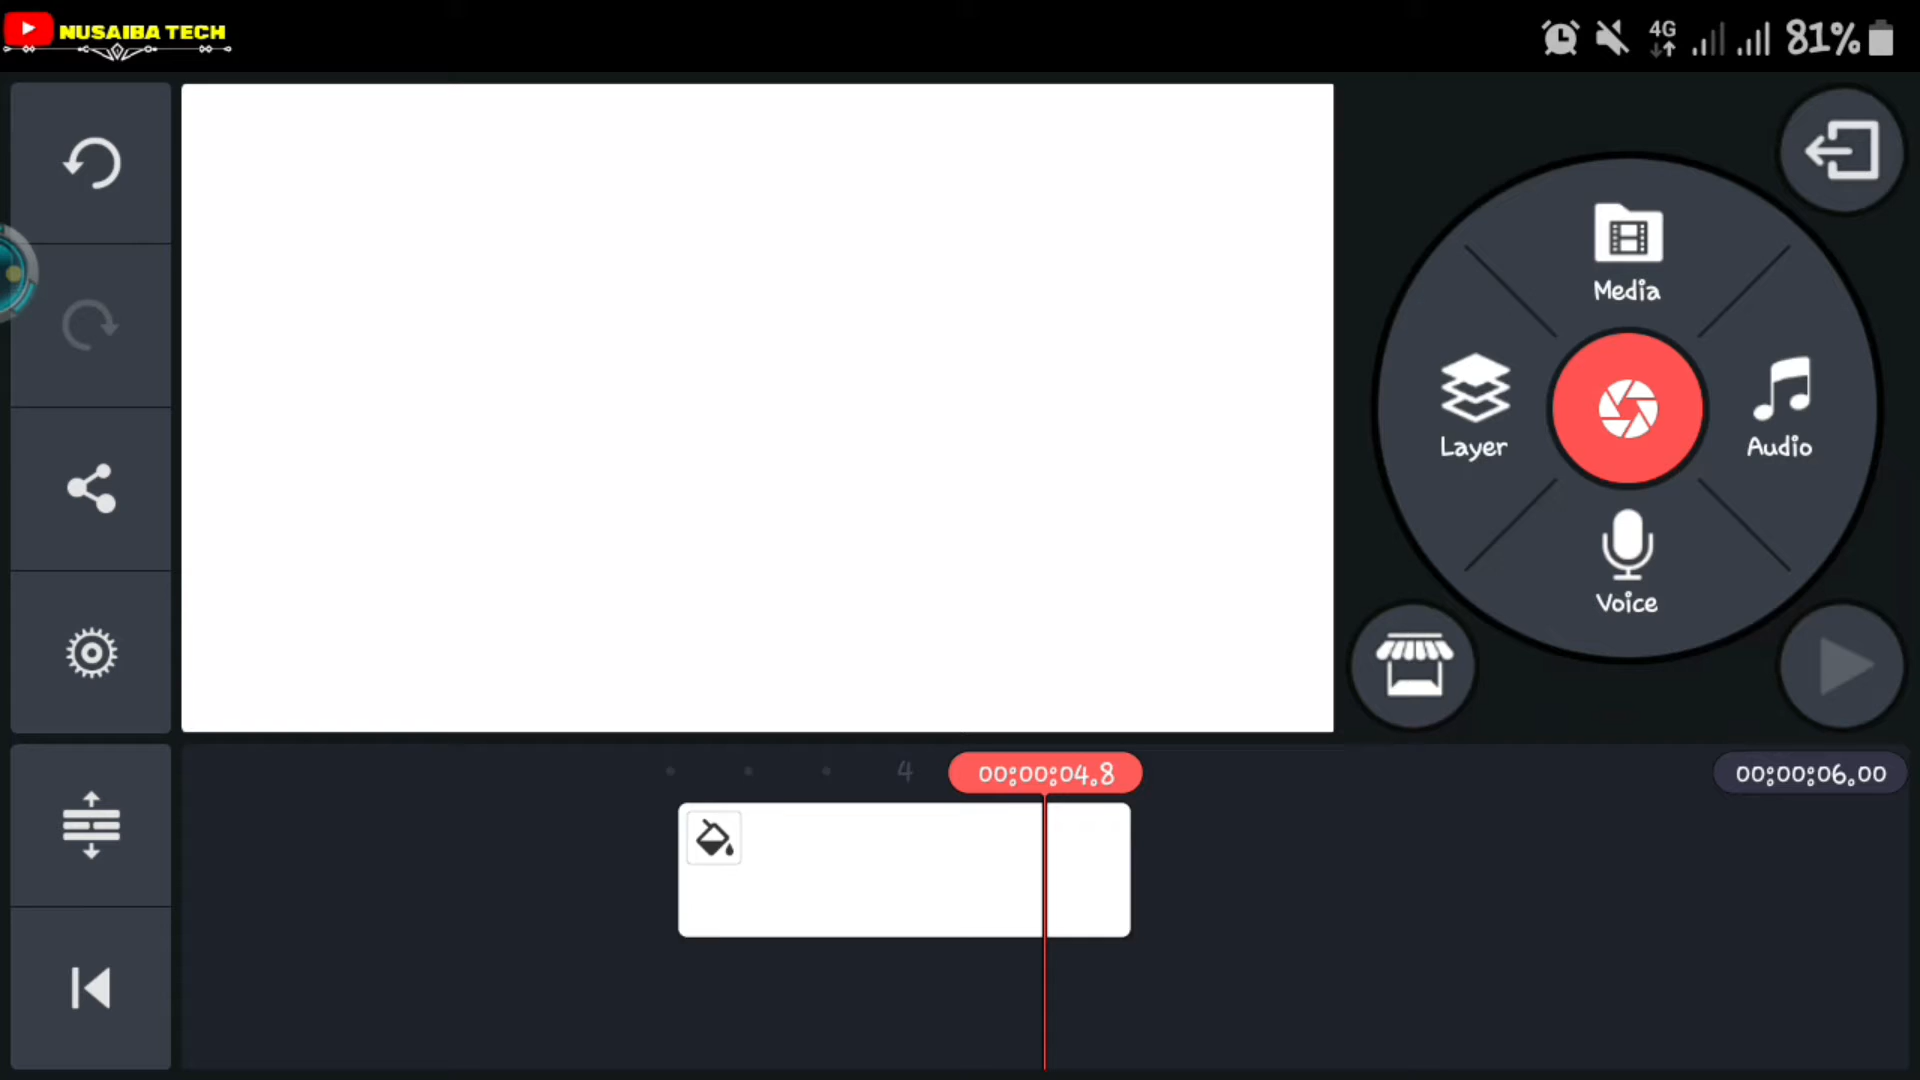 NUSAIBA TECH
4G
81%
Media
Layer
Audio
Voice
4
00:00:04.8
00:00:06.00